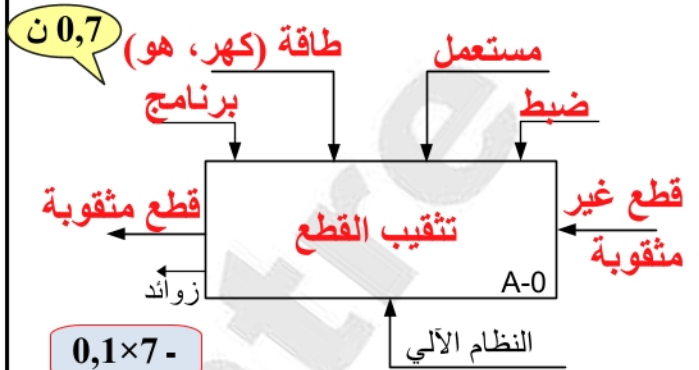 0,7 ن
طاقة (كهر، هو)
مستعمل
برنامج
ضبط
قطع مثقوبة
تثقيب القطع
قطع غير
مثقوبة
زوائد
A-0
النظام الآلي
0,1×7 -